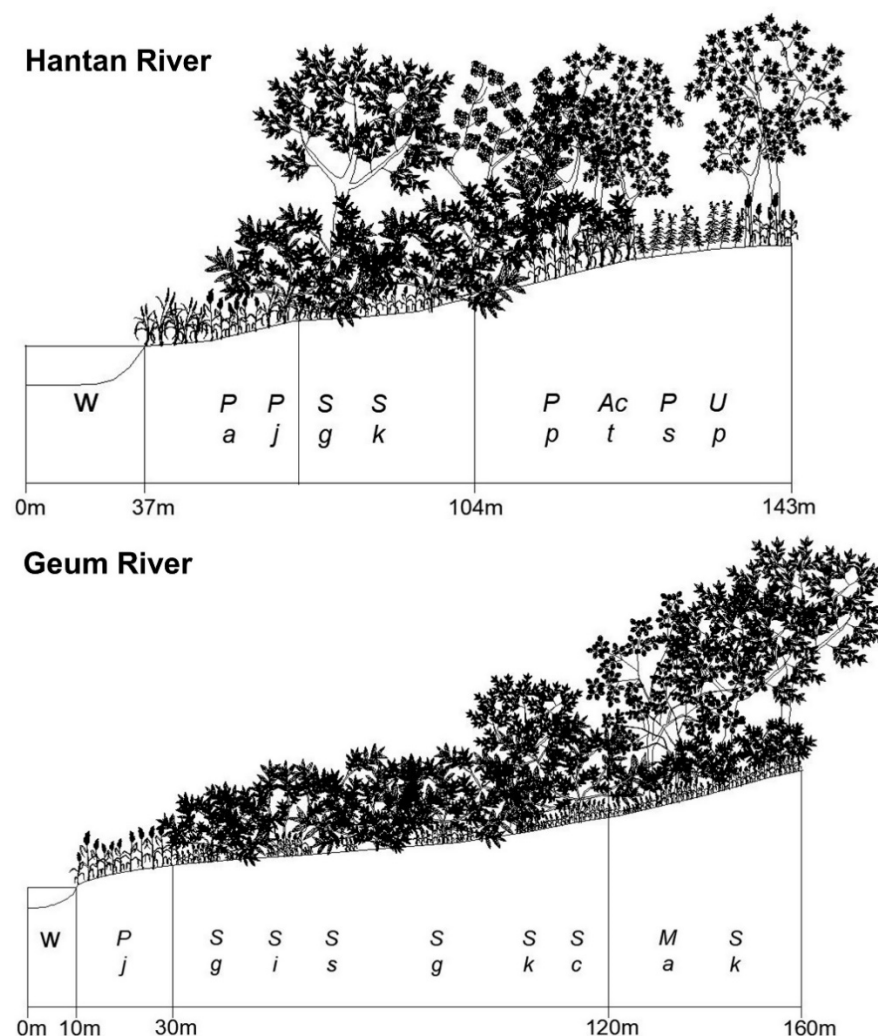 Hantan River
W P P S S P Ac P U
a j g k p t s p
0m 37m 104m 143m
Geum River
W P S S S S S S M S
j g i s g k c a k
0m 10m 30m 120m 160m